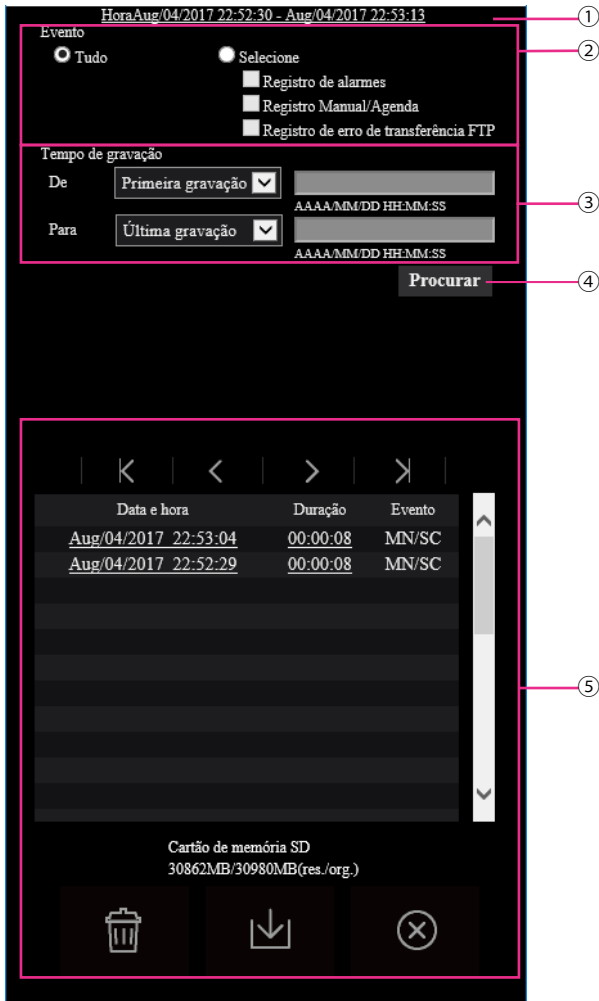 HoraAug/04/2017 22:52:30 - Aug/04/2017 22:53:13 ①
Evento ②
Tudo Selecione
Registro de alarmes
Registro Manual/Agenda
Registro de erro de transferência FTP
Tempo de gravação
De Primeira gravação
AAAA/MM/DD HH:MM:SS ③
Para Última gravação
AAAA/MM/DD HH:MM:SS
Procurar ④
Data e hora Duração Evento
Aug/04/2017 22:53:04 00:00:08 MN/SC
Aug/04/2017 22:52:29 00:00:08 MN/SC
⑤
Cartão de memória SD
30862MB/30980MB(res./org.)